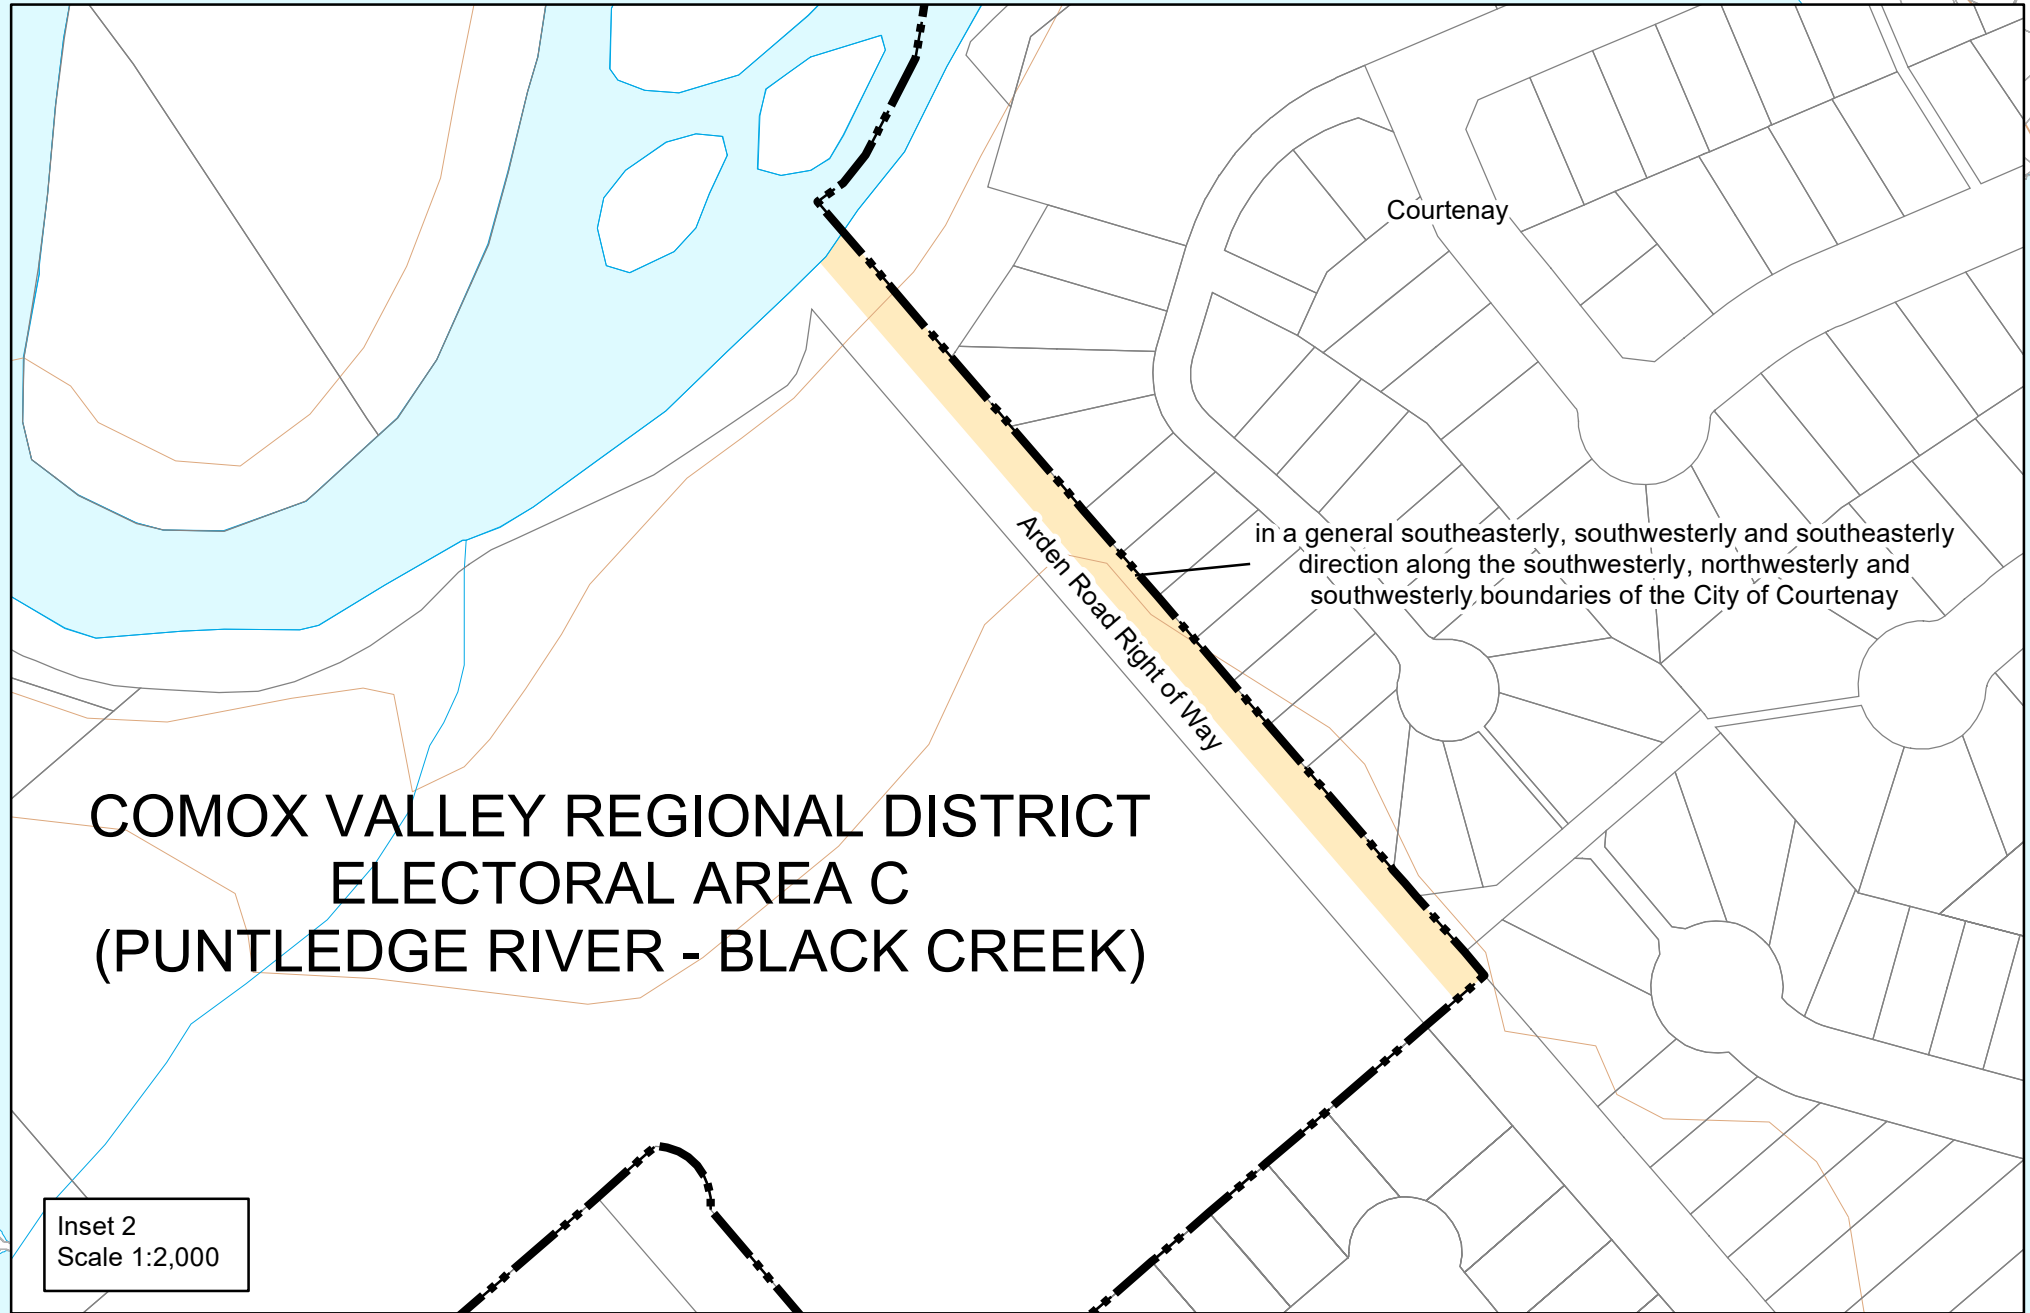 Courtenay
in a general southeasterly, southwesterly and southeasterly
direction along the southwesterly, northwesterly and
southwesterly boundaries of the City of Courtenay
Arden Road Right of Way
COMOX VALLEY REGIONAL DISTRICT
ELECTORAL AREA C
(PUNTLEDGE RIVER - BLACK CREEK)
Inset 2
Scale 1:2,000